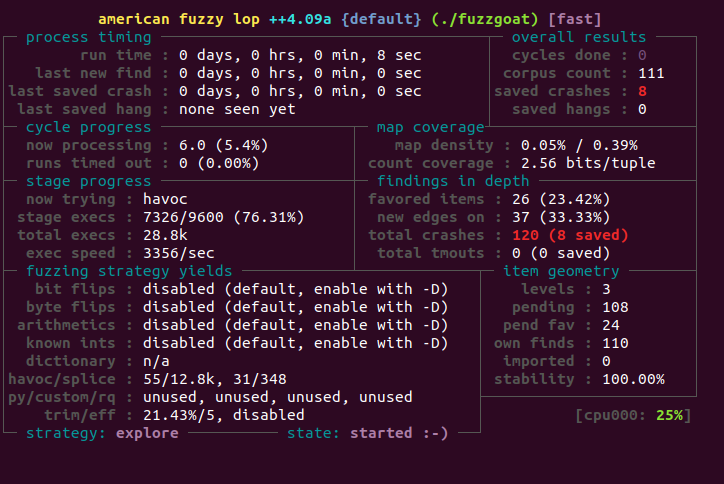 american fuzzy lop ++4.09a {default} (./fuzzgoat) [fast]
process timing overall results
run time : 0 days, 0 hrs, 0 min, 8 sec cycles done : 0
last new find : 0 days, 0 hrs, 0 min, 0 sec corpus count : 111
last saved crash : 0 days, 0 hrs, 0 min, 0 sec saved crashes : 8
last saved hang : none seen yet saved hangs : 0
cycle progress map coverage
now processing : 6.0 (5.4%) map density : 0.05% / 0.39%
runs timed out : 0 (0.00%) count coverage : 2.56 bits/tuple
stage progress findings in depth
now trying : havoc favored items : 26 (23.42%)
stage execs : 7326/9600 (76.31%) new edges on : 37 (33.33%)
total execs : 28.8k total crashes : 120 (8 saved)
exec speed : 3356/sec total tmouts : 0 (0 saved)
fuzzing strategy yields item geometry
bit flips : disabled (default, enable with -D) levels : 3
byte flips : disabled (default, enable with -D) pending : 108
arithmetics : disabled (default, enable with -D) pend fav : 24
known ints : disabled (default, enable with -D) own finds : 110
dictionary : n/a imported : 0
havoc/splice : 55/12.8k, 31/348 stability : 100.00%
py/custom/rq : unused, unused, unused, unused
trim/eff : 21.43%/5, disabled [cpu000: 25%]
strategy: explore state: started :-)